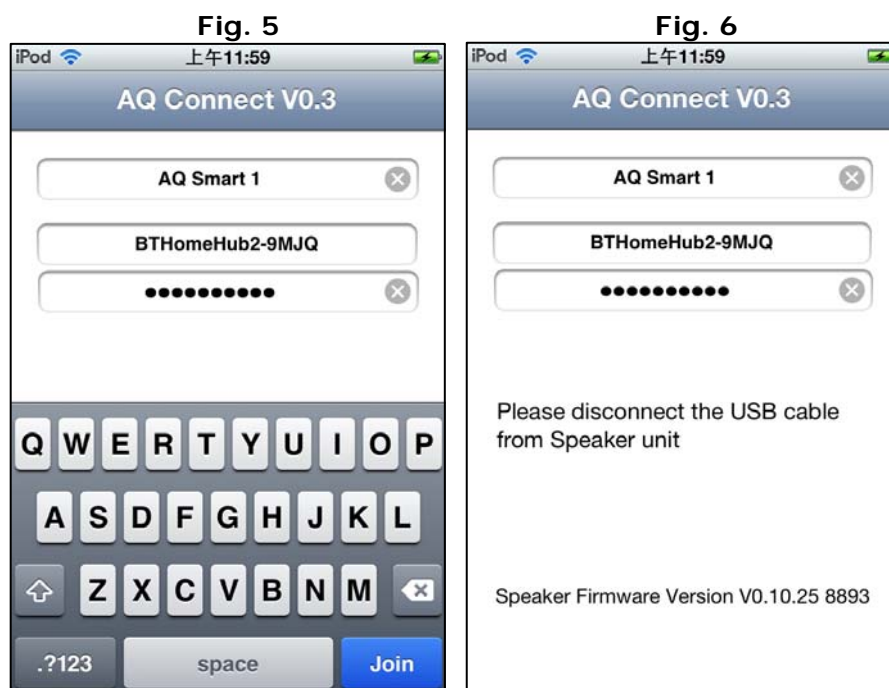 Fig. 5
iPod 上午11:59
AQ Connect V0.3
AQ Smart 1
BTHomeHub2-9MJQ
••••••••••
Q W E R T Y U I O P
A S D F G H J K L
Z X C V B N M
.?123 space Join
Fig. 6
iPod 上午11:59
AQ Connect V0.3
AQ Smart 1
BTHomeHub2-9MJQ
••••••••••
Please disconnect the USB cable
from Speaker unit
Speaker Firmware Version V0.10.25 8893